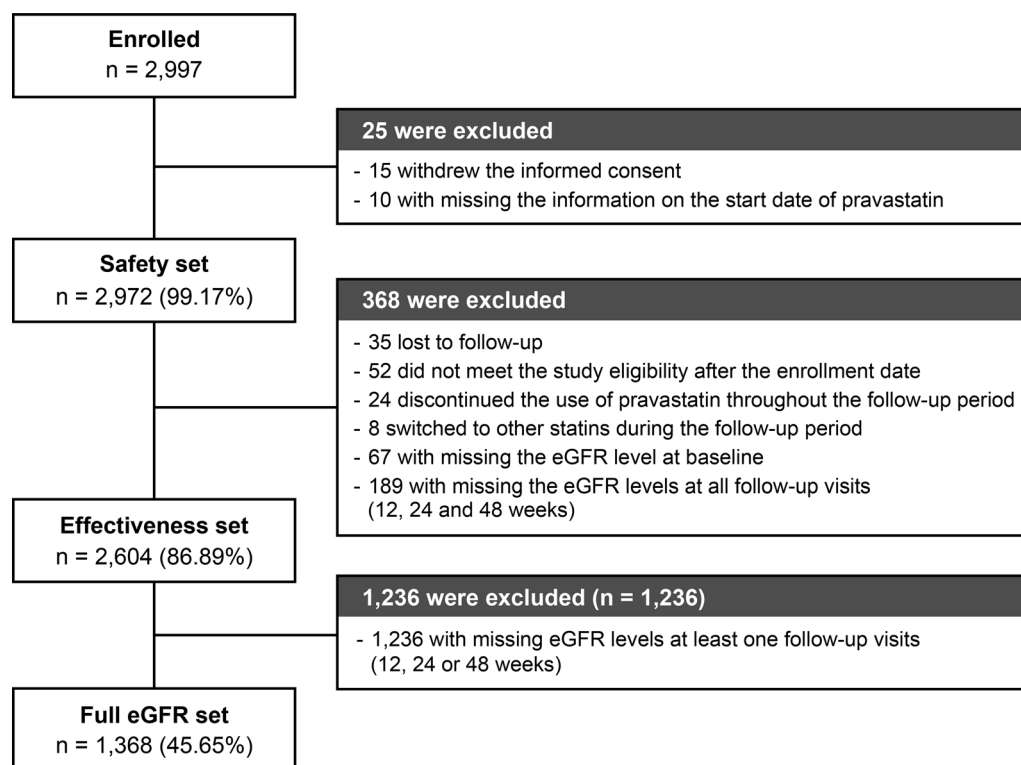 Enrolled
n = 2,997
25 were excluded
- 15 withdrew the informed consent
- 10 with missing the information on the start date of pravastatin
Safety set
n = 2,972 (99.17%)
368 were excluded
- 35 lost to follow-up
- 52 did not meet the study eligibility after the enrollment date
- 24 discontinued the use of pravastatin throughout the follow-up period
- 8 switched to other statins during the follow-up period
- 67 with missing the eGFR level at baseline
- 189 with missing the eGFR levels at all follow-up visits
(12, 24 and 48 weeks)
Effectiveness set
n = 2,604 (86.89%)
1,236 were excluded (n = 1,236)
- 1,236 with missing eGFR levels at least one follow-up visits
(12, 24 or 48 weeks)
Full eGFR set
n = 1,368 (45.65%)